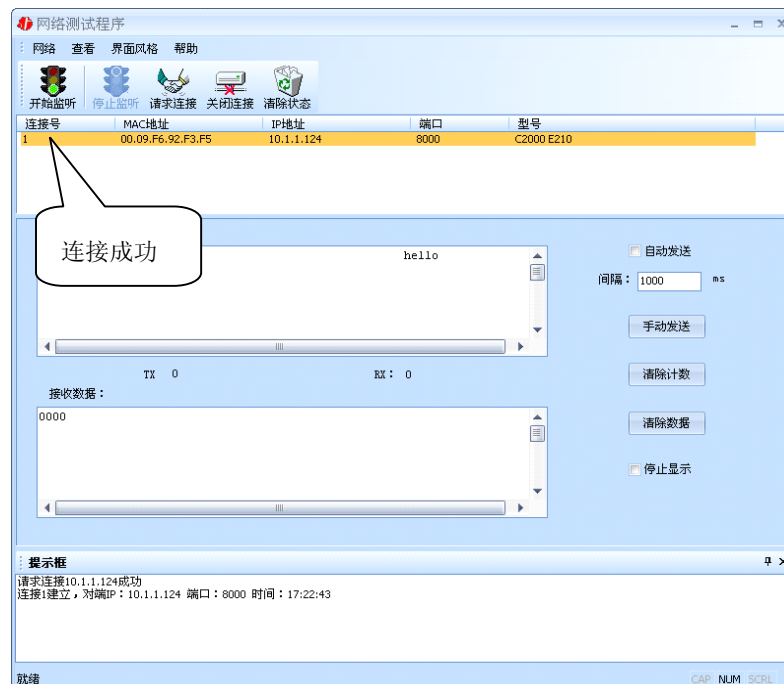 网络测试程序
网络 查看 界面风格 帮助
开始监听 停止监听 请求连接 关闭连接 清除状态
连接号 MAC地址 IP地址 端口 型号
1 00.09.F6.92.F3.F5 10.1.1.124 8000 C2000 E210
连接成功
hello
自动发送
间隔： 1000 ms
手动发送
TX 0 RX： 0
清除计数
接收数据：
0000
清除数据
停止显示
提示框
请求连接10.1.1.124成功
连接1建立，对端IP：10.1.1.124 端口：8000 时间：17:22:43
就绪 CAP NUM SCRL